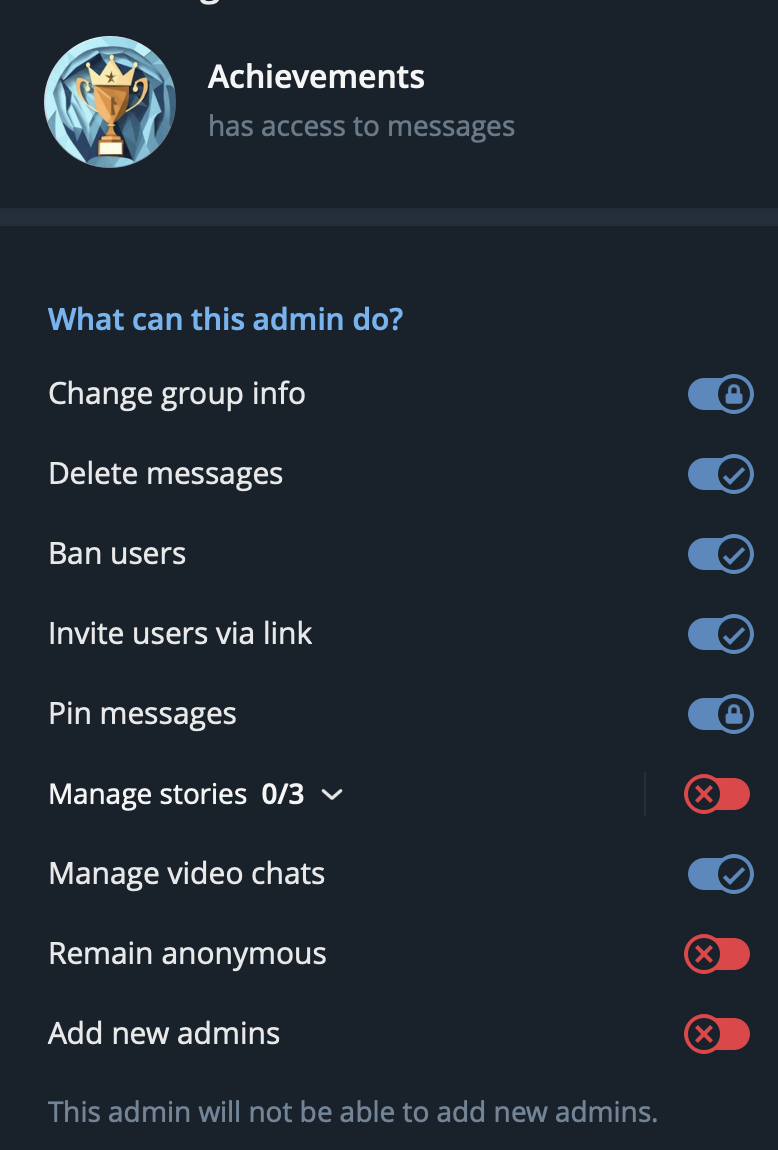 Achievements
has access to messages
What can this admin do?
Change group info
Delete messages
Ban users
Invite users via link
Pin messages
Manage stories 0/3
Manage video chats
Remain anonymous
Add new admins
This admin will not be able to add new admins.